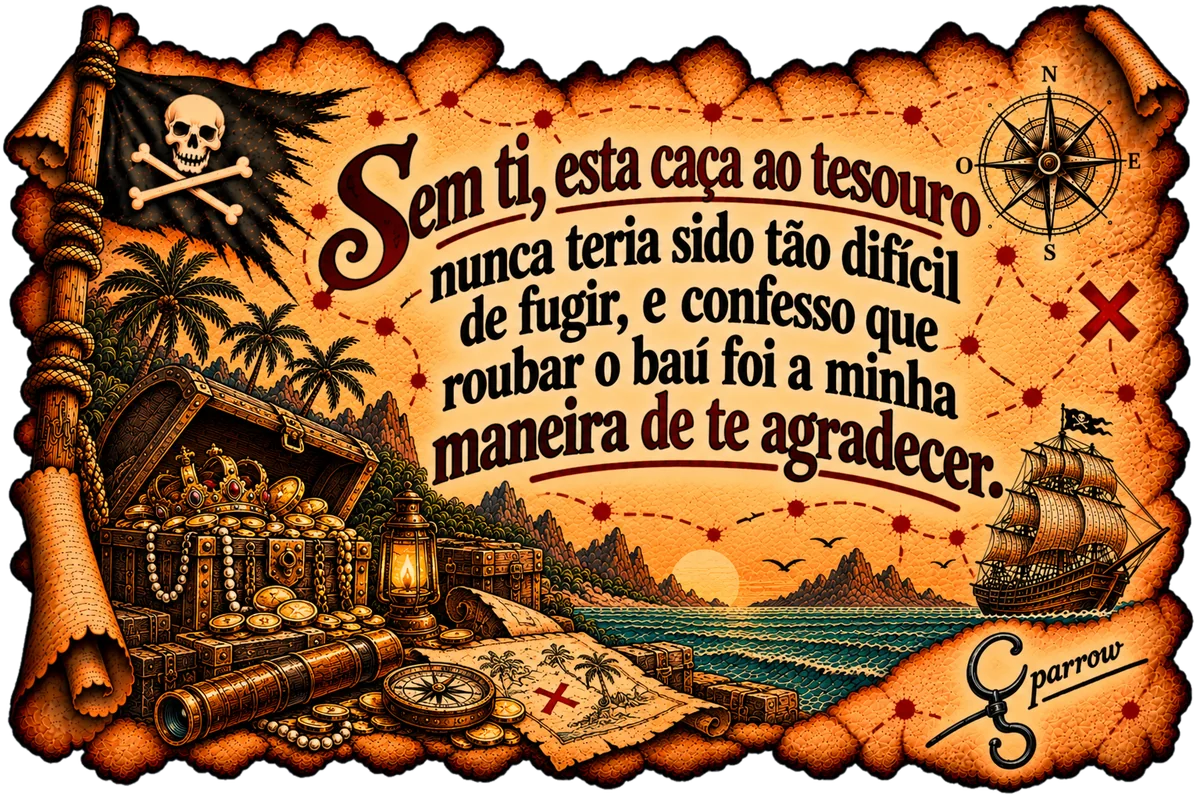 N
O
E
S
Sem ti, esta caça ao tesouro
nunca teria sido tão difícil
de fugir, e confesso que
roubar o baú foi a minha
maneira de te agradecer.
Sparrow